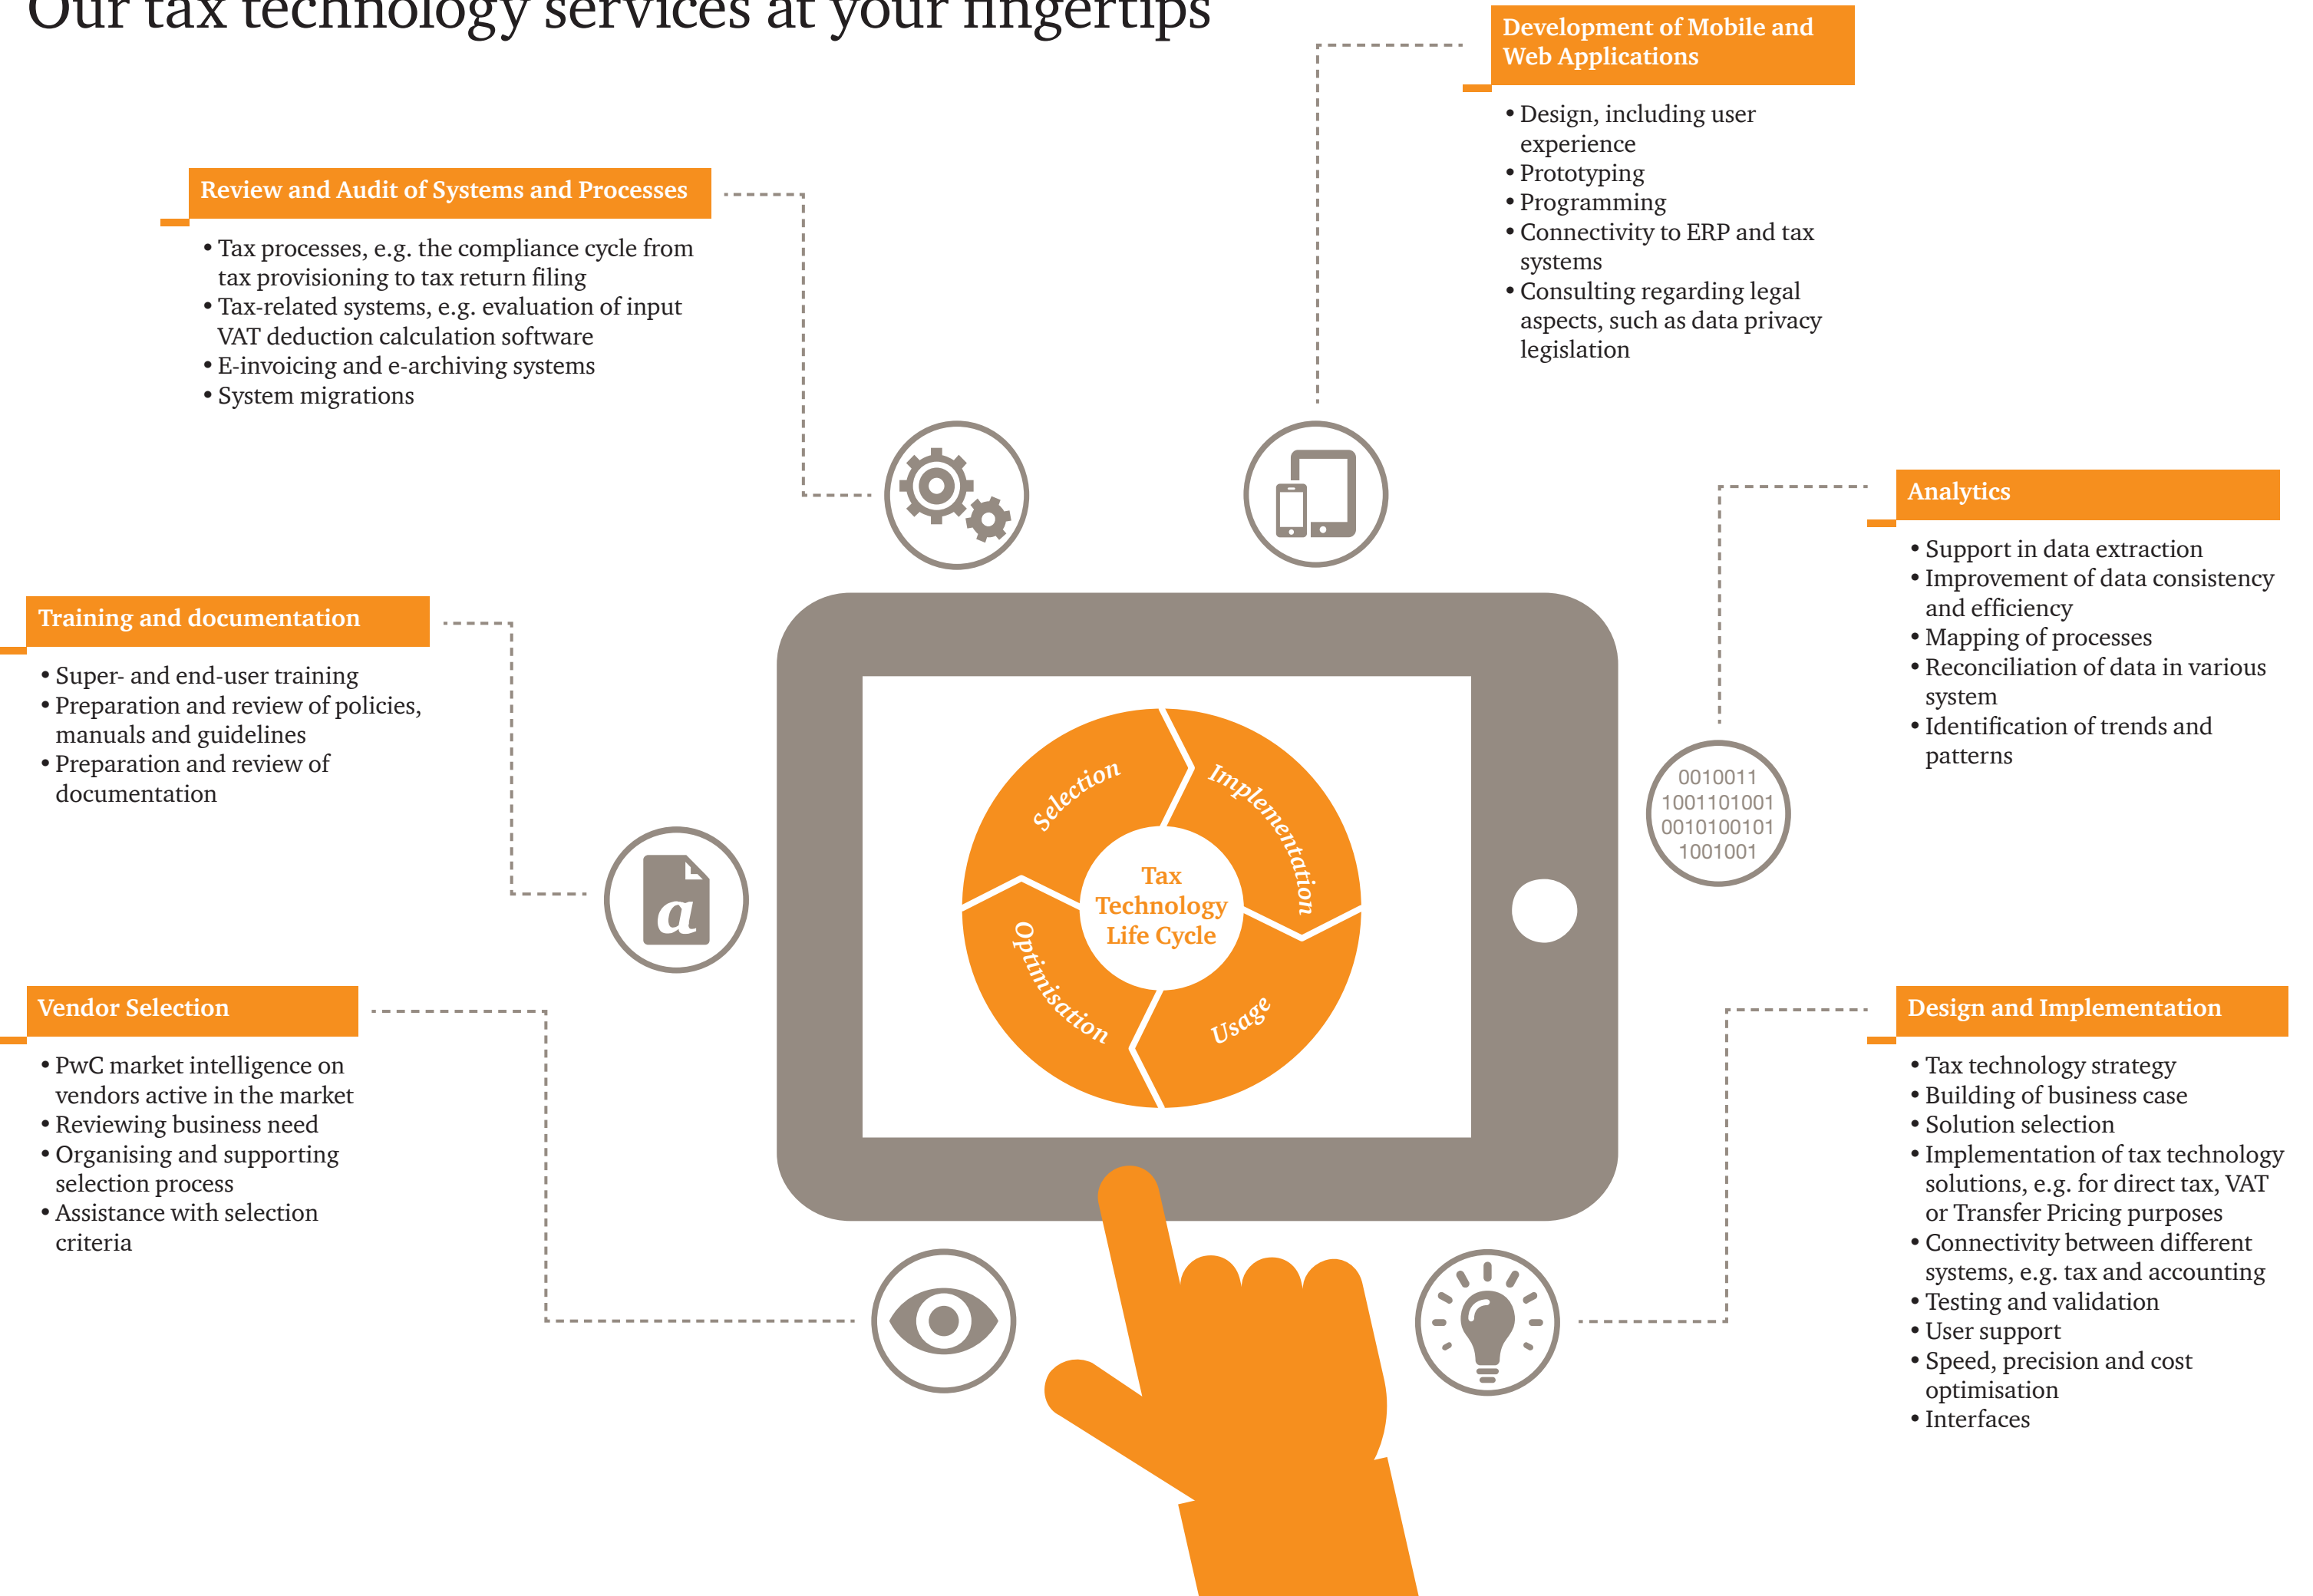 Our tax technology services at your fingertips
Development of Mobile and
Web Applications
• Design, including user
experience
• Prototyping
• Programming
• Connectivity to ERP and tax
systems
• Consulting regarding legal
aspects, such as data privacy
legislation
Review and Audit of Systems and Processes
• Tax processes, e.g. the compliance cycle from
tax provisioning to tax return filing
• Tax-related systems, e.g. evaluation of input
VAT deduction calculation software
• E-invoicing and e-archiving systems
• System migrations
Analytics
• Support in data extraction
• Improvement of data consistency
and efficiency
• Mapping of processes
• Reconciliation of data in various
system
• Identification of trends and
patterns
Training and documentation
• Super- and end-user training
• Preparation and review of policies,
manuals and guidelines
• Preparation and review of
documentation
0010011
1001101001
0010100101
1001001
a
Selection
Implementation
Tax
Technology
Life Cycle
Optimisation
Usage
Vendor Selection
• PwC market intelligence on
vendors active in the market
• Reviewing business need
• Organising and supporting
selection process
• Assistance with selection
criteria
Design and Implementation
• Tax technology strategy
• Building of business case
• Solution selection
• Implementation of tax technology
solutions, e.g. for direct tax, VAT
or Transfer Pricing purposes
• Connectivity between different
systems, e.g. tax and accounting
• Testing and validation
• User support
• Speed, precision and cost
optimisation
• Interfaces